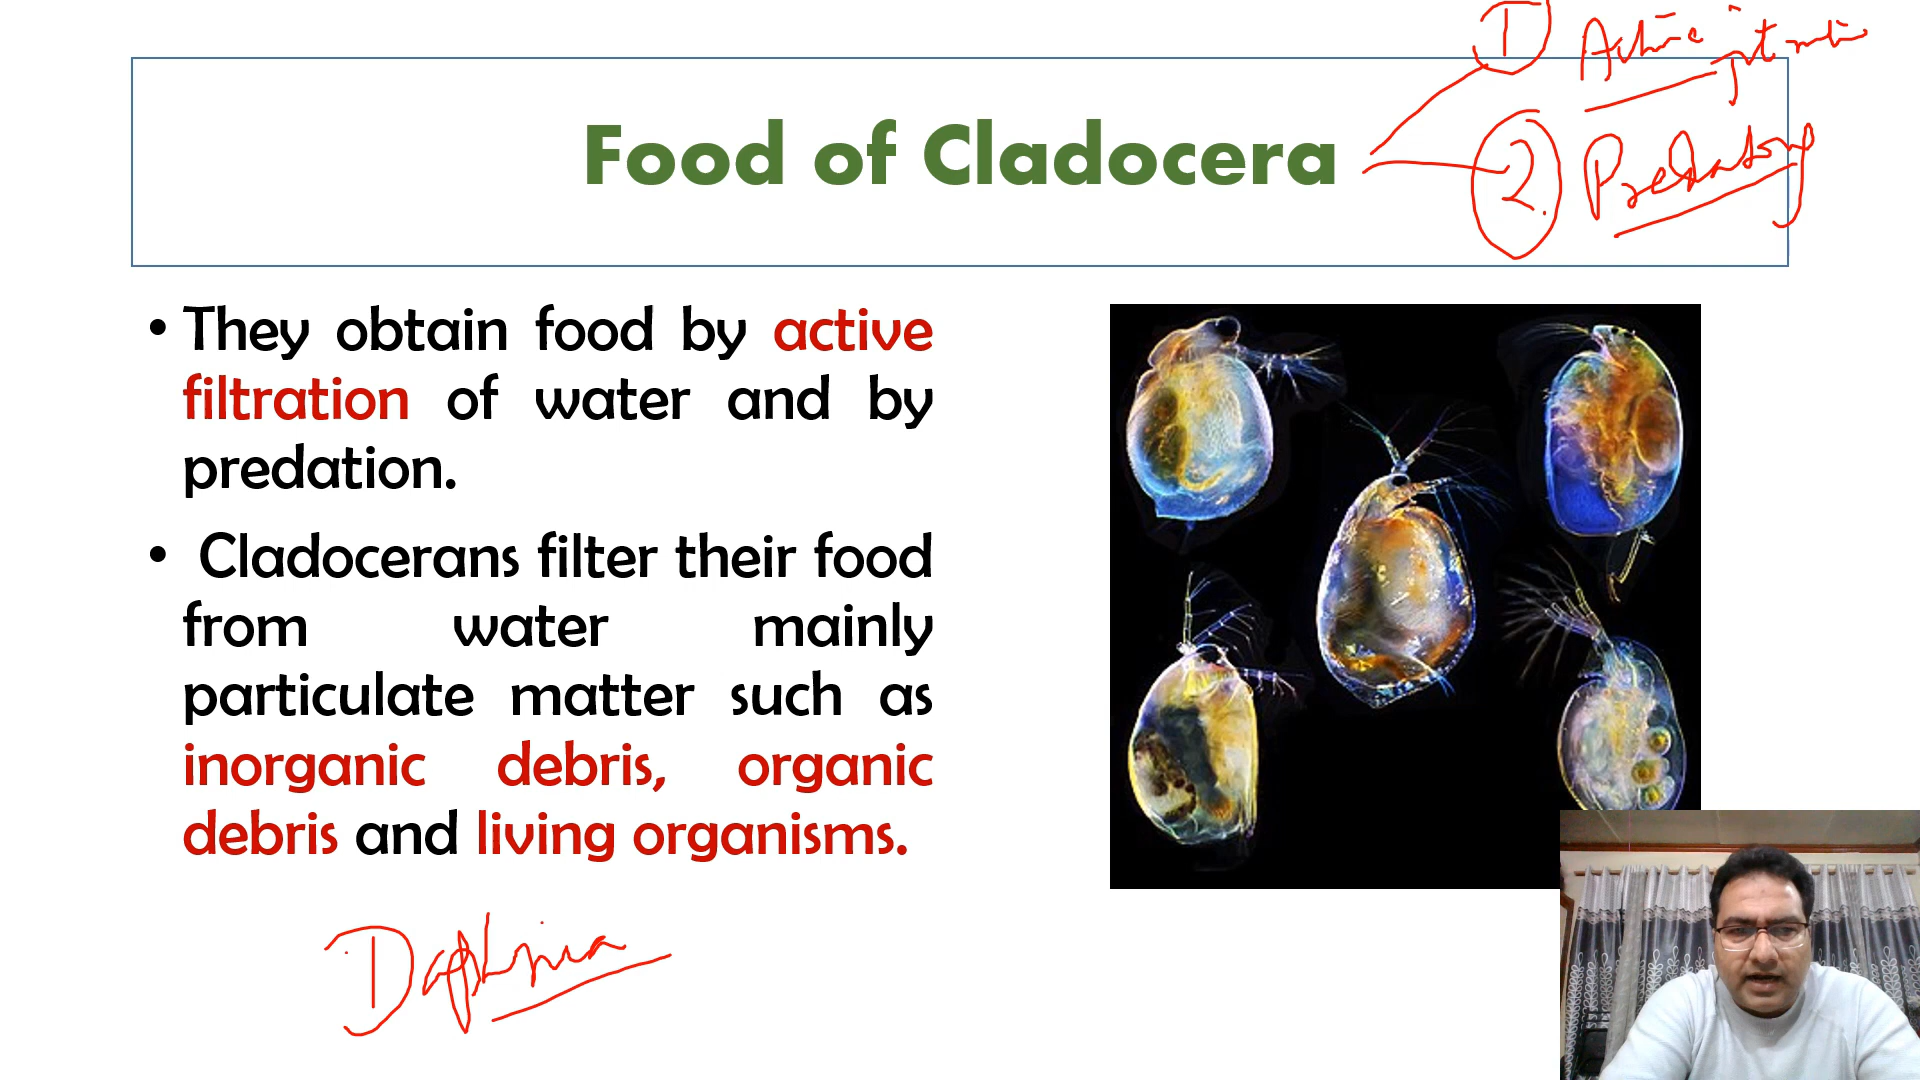 1 Active
filtration
2. Predatory
Food of Cladocera
• They obtain food by active
filtration of water and by
predation.
• Cladocerans filter their food
from water mainly
particulate matter such as
inorganic debris, organic
debris and living organisms.
Daphnia